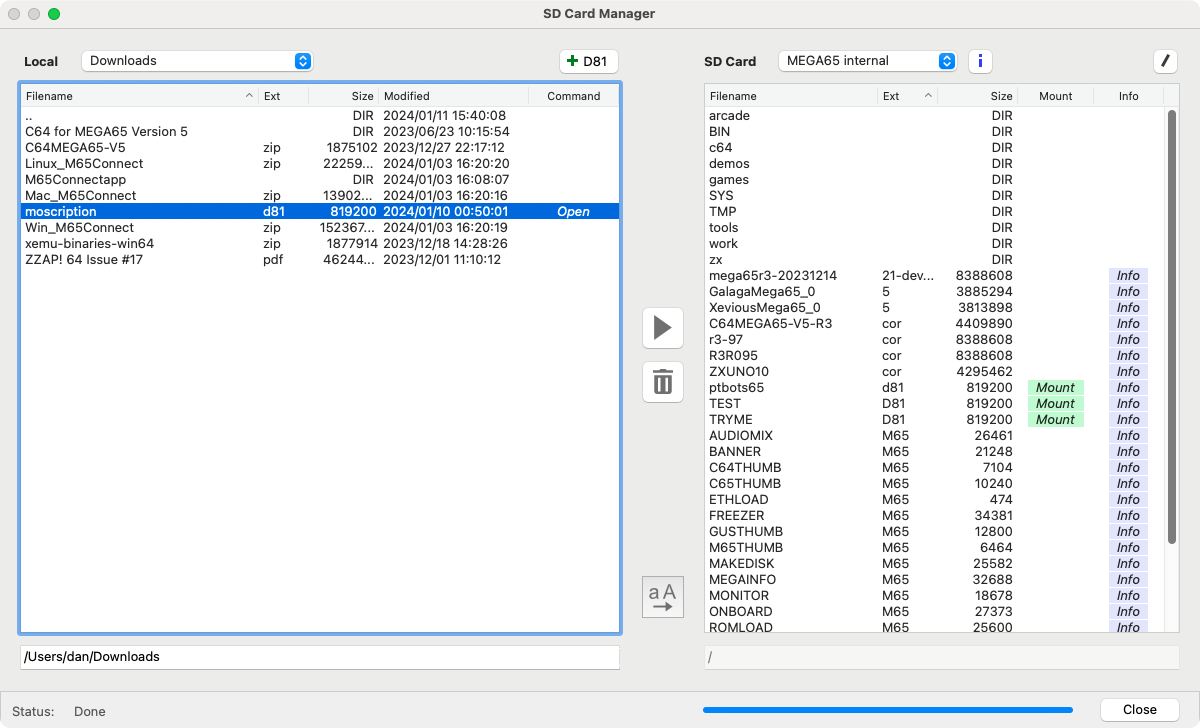 SD Card Manager
Local Downloads + D81
Filename Ext Size Modified Command
.. DIR 2024/01/11 15:40:08
C64 for MEGA65 Version 5 DIR 2023/06/23 10:15:54
C64MEGA65-V5 zip 1875102 2023/12/27 22:17:12
Linux_M65Connect zip 22259... 2024/01/03 16:20:20
M65Connectapp DIR 2024/01/03 16:08:07
Mac_M65Connect zip 13902... 2024/01/03 16:20:16
moscription d81 819200 2024/01/10 00:50:01 Open
Win_M65Connect zip 152367... 2024/01/03 16:20:19
xemu-binaries-win64 zip 1877914 2023/12/18 14:28:26
ZZAP! 64 Issue #17 pdf 46244... 2023/12/01 11:10:12
/Users/dan/Downloads
aA
SD Card MEGA65 internal i /
Filename Ext Size Mount Info
arcade DIR
BIN DIR
c64 DIR
demos DIR
games DIR
SYS DIR
TMP DIR
tools DIR
work DIR
zx DIR
mega65r3-20231214 21-dev... 8388608 Info
GalagaMega65_0 5 3885294 Info
XeviousMega65_0 5 3813898 Info
C64MEGA65-V5-R3 cor 4409890 Info
r3-97 cor 8388608 Info
R3R095 cor 8388608 Info
ZXUNO10 cor 4295462 Info
ptbots65 d81 819200 Mount Info
TEST D81 819200 Mount Info
TRYME D81 819200 Mount Info
AUDIOMIX M65 26461 Info
BANNER M65 21248 Info
C64THUMB M65 7104 Info
C65THUMB M65 10240 Info
ETHLOAD M65 474 Info
FREEZER M65 34381 Info
GUSTHUMB M65 12800 Info
M65THUMB M65 6464 Info
MAKEDISK M65 25582 Info
MEGAINFO M65 32688 Info
MONITOR M65 18678 Info
ONBOARD M65 27373 Info
ROMLOAD M65 25600 Info
/
Status: Done
Close